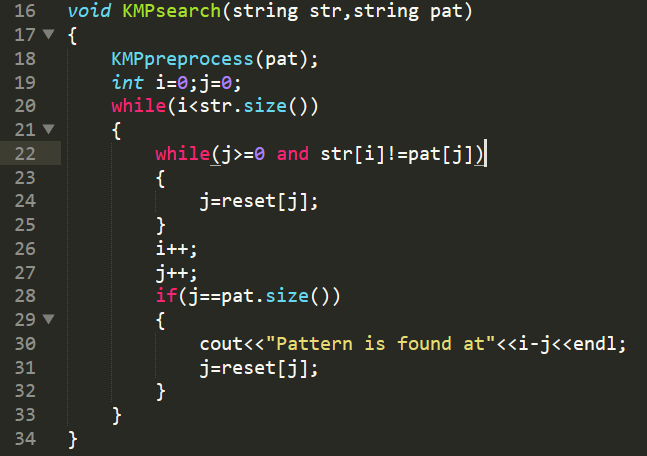 16 void KMPsearch(string str,string pat)
17 {
18     KMPpreprocess(pat);
19     int i=0;j=0;
20     while(i<str.size())
21     {
22         while(j>=0 and str[i]!=pat[j])
23         {
24             j=reset[j];
25         }
26         i++;
27         j++;
28         if(j==pat.size())
29         {
30             cout<<"Pattern is found at"<<i-j<<endl;
31             j=reset[j];
32         }
33     }
34 }